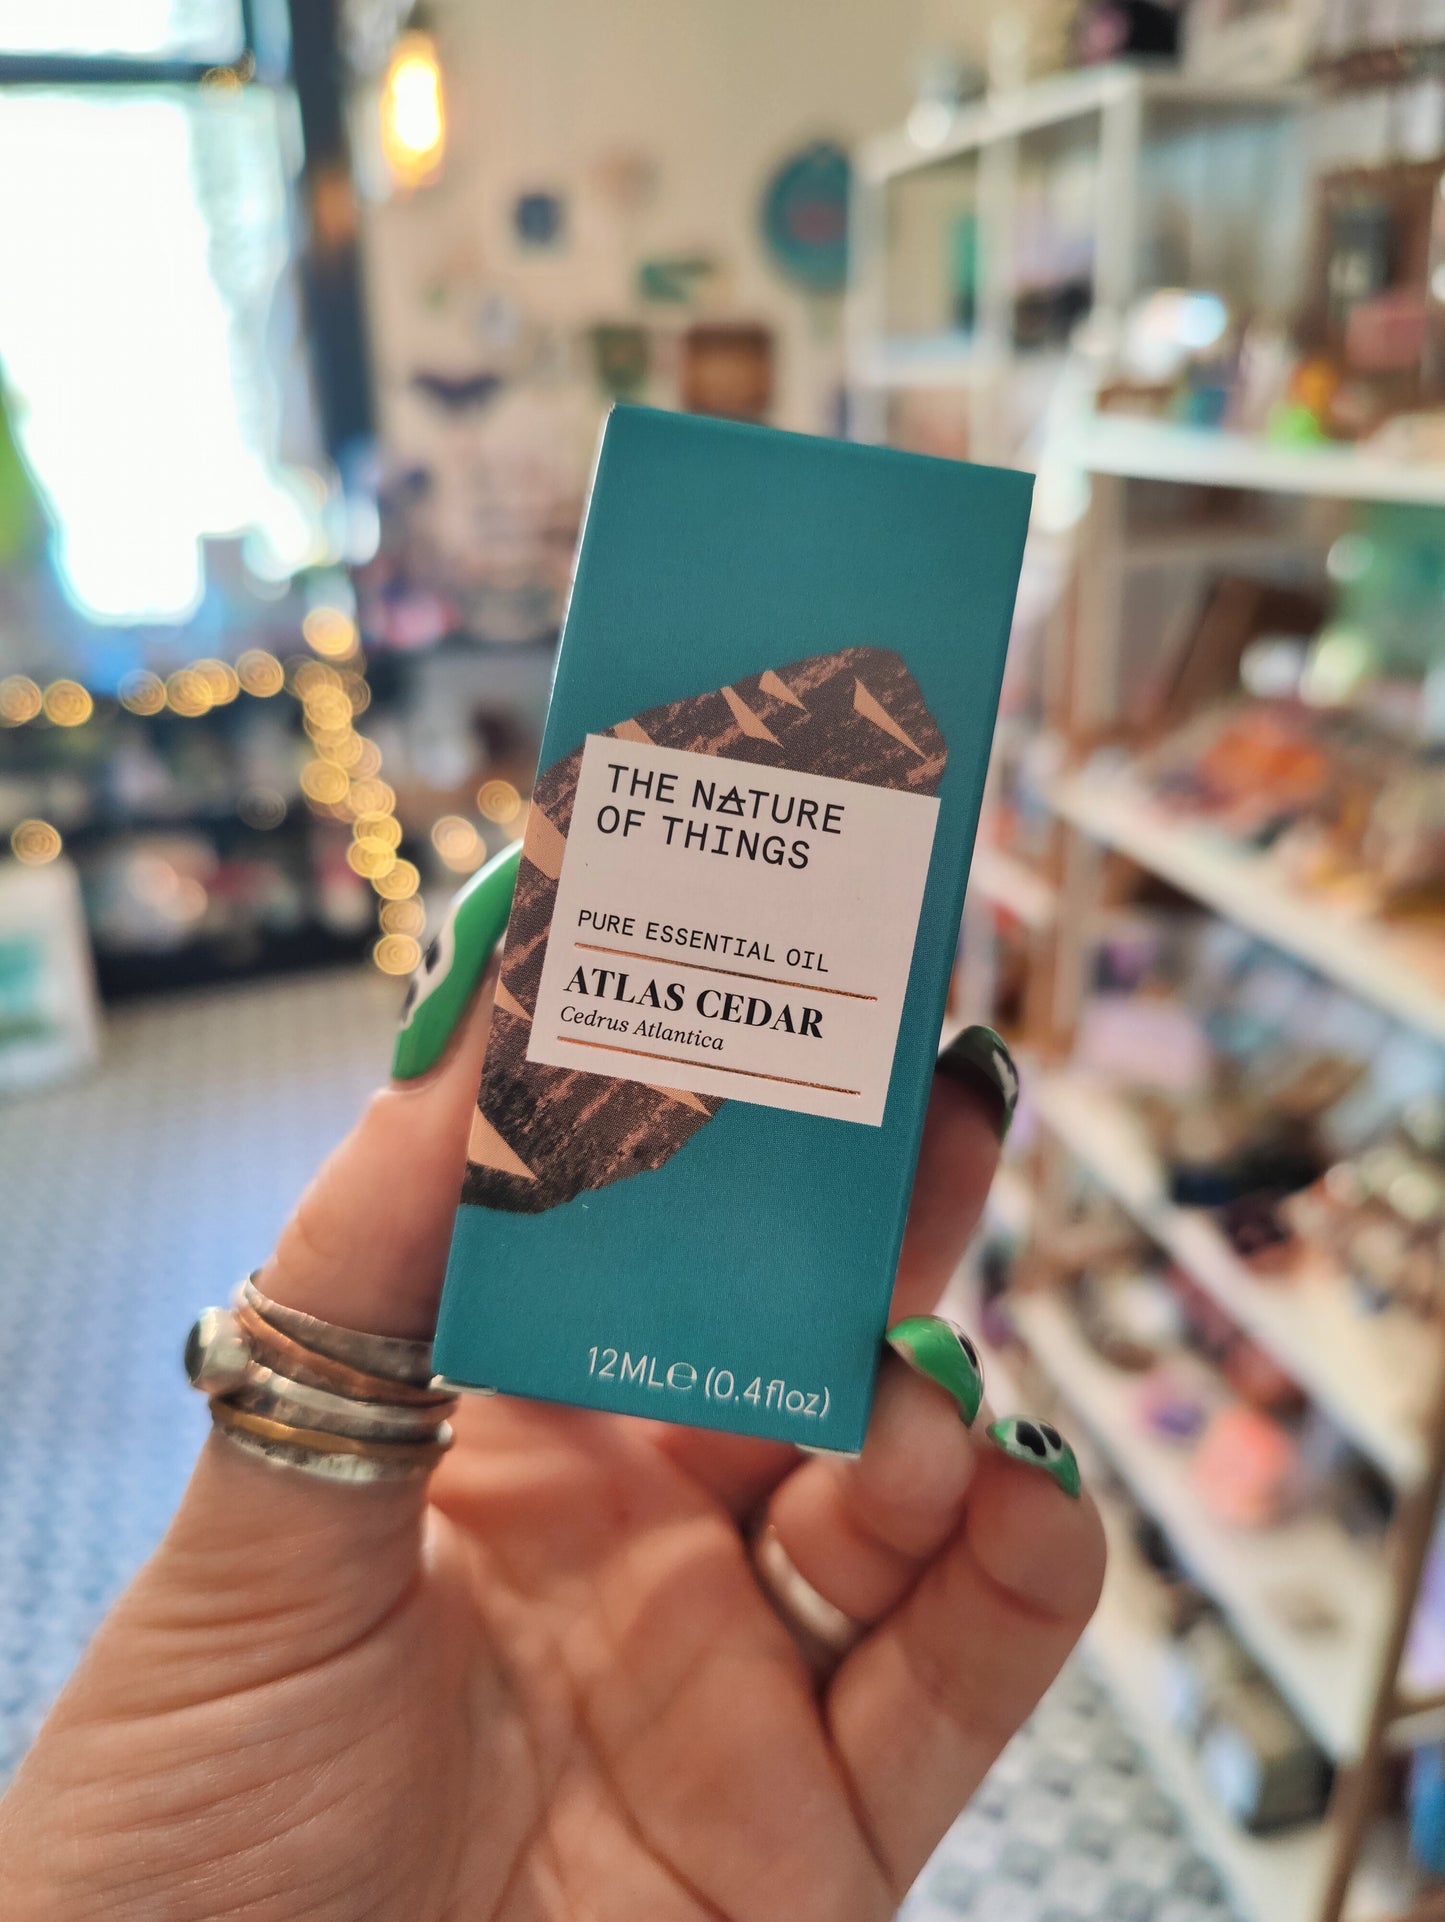 THE NATURE
OF THINGS
PURE ESSENTIAL OIL
ATLAS CEDAR
Cedrus Atlantica
12ML℮ (0.4floz)